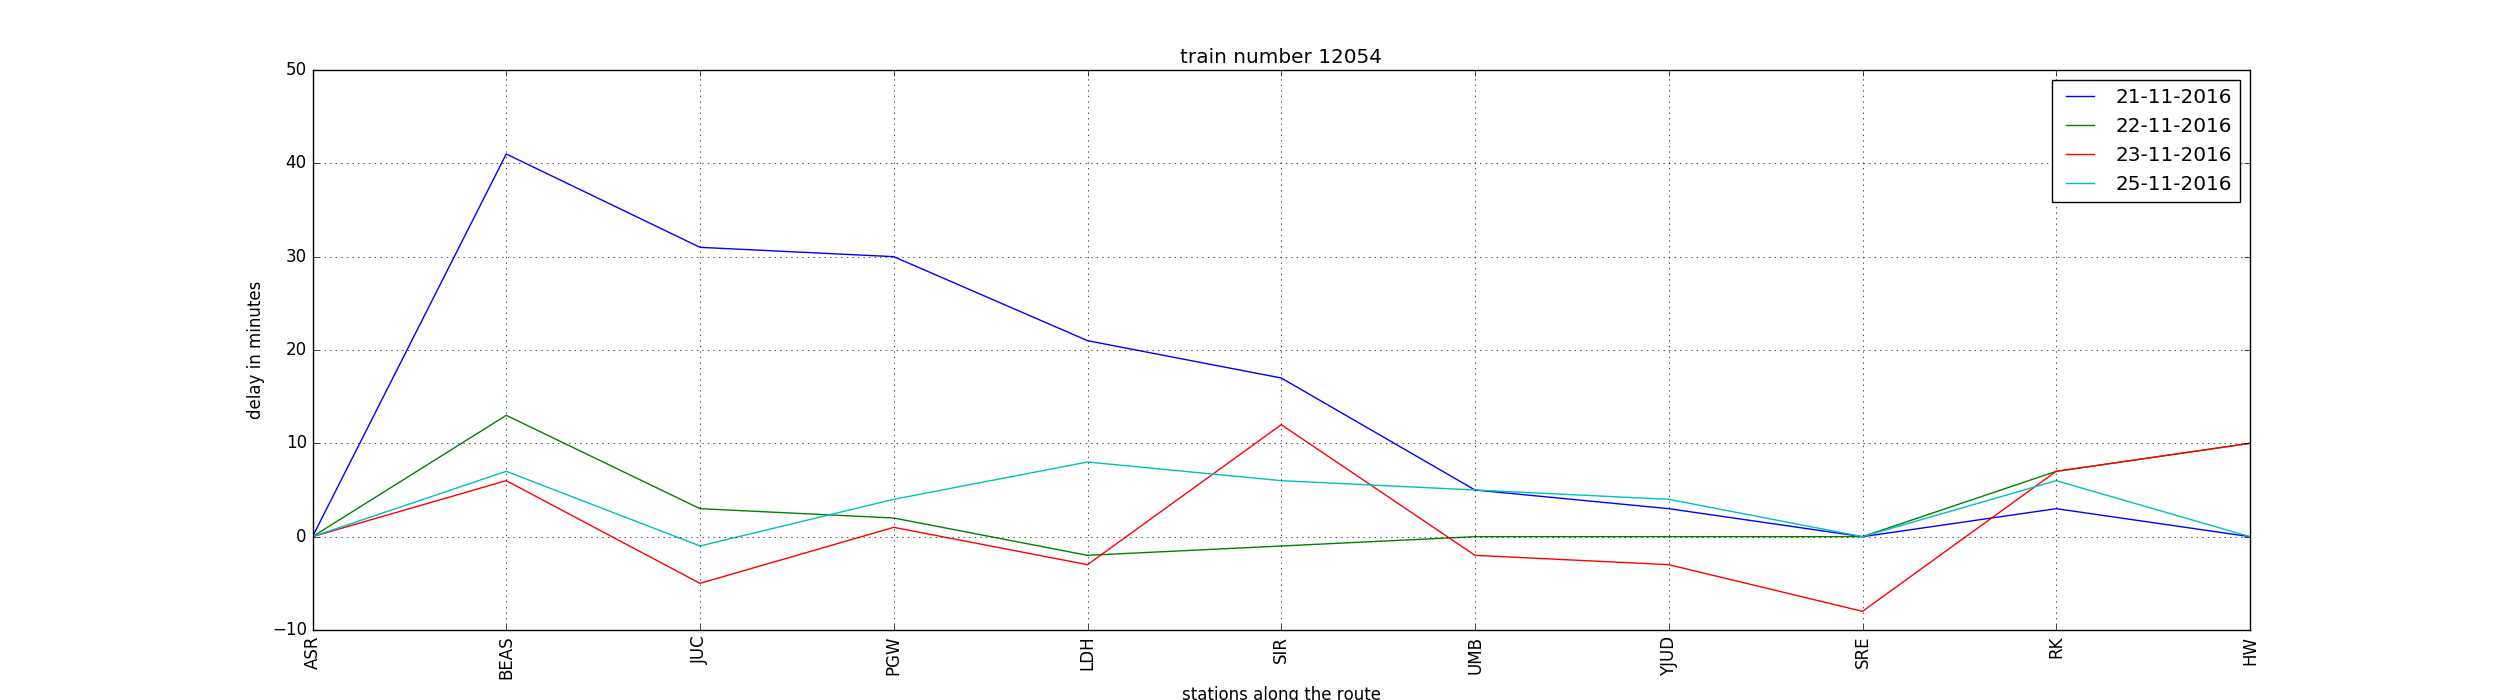 train number 12054
50
40
30
20
10
0
−10
delay in minutes
21-11-2016
22-11-2016
23-11-2016
25-11-2016
ASR
BEAS
JUC
PGW
LDH
SIR
UMB
YJUD
SRE
RK
HW
stations along the route